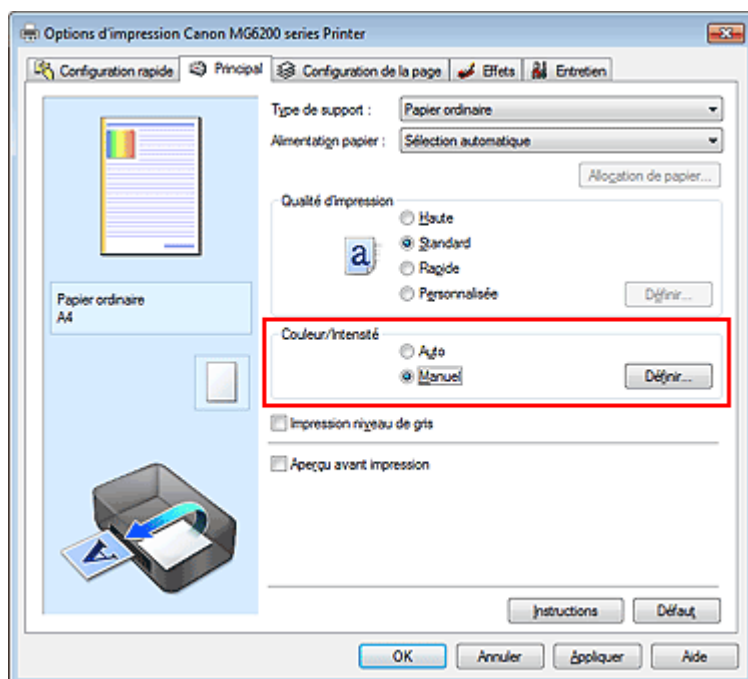 Options d'impression Canon MG6200 series Printer
Configuration rapide Principal Configuration de la page Effets Entretien
Type de support : Papier ordinaire
Alimentation papier : Sélection automatique
Allocation de papier...
Qualité d'impression
Haute
a Standard
Rapide
Personnalisée Définir...
Papier ordinaire
A4
Couleur/Intensité
Auto
Manuel Définir...
Impression niveau de gris
Aperçu avant impression
A
Instructions Défaut
OK Annuler Appliquer Aide